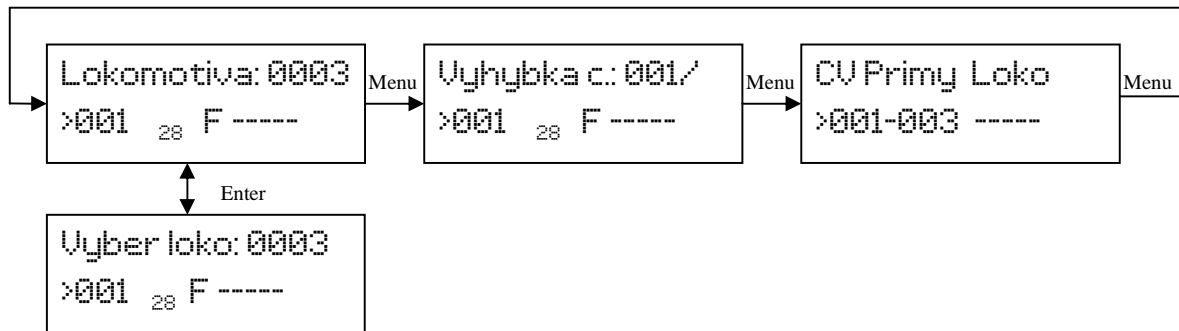 Lokomotiva: 0003
>001 28 F -----
Menu
Vyhybka c.: 001/
>001 28 F -----
Menu
CV Primy Loko
>001-003 -----
Menu
Enter
Vyber loko: 0003
>001 28 F -----